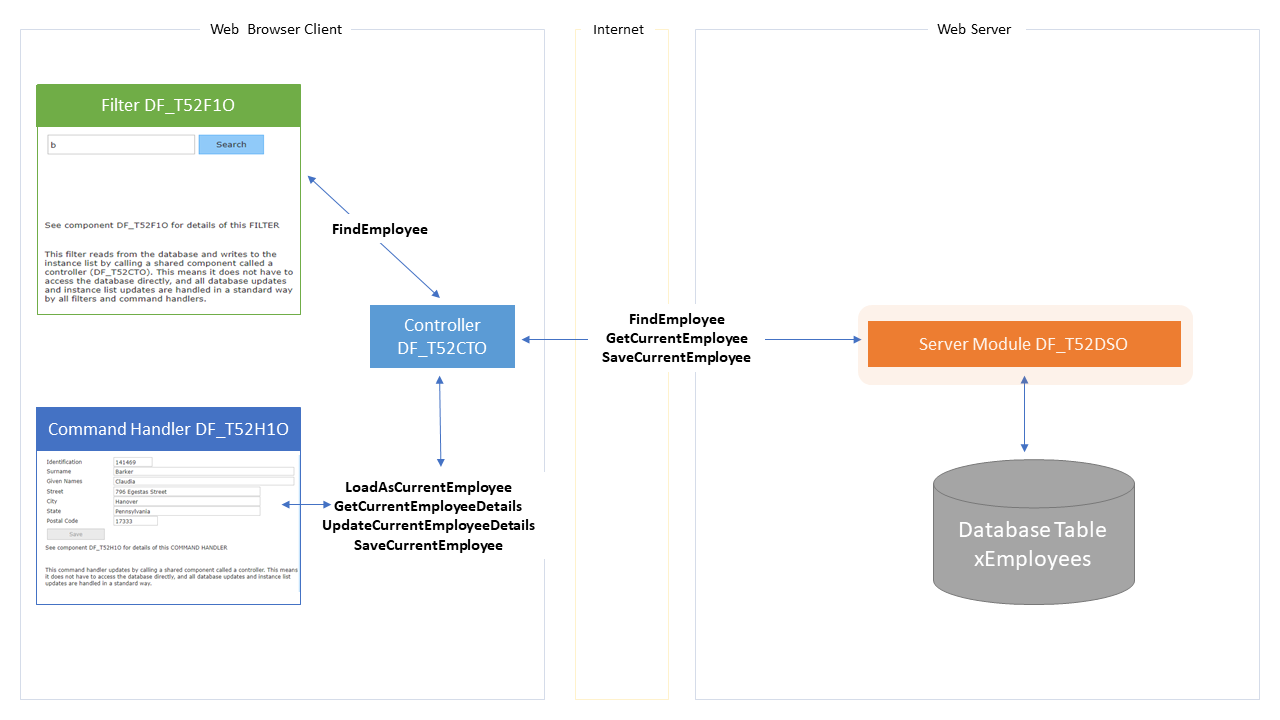 Web Browser Client
Internet
Web Server
Filter DF_T52F1O
b
Search
See component DF_T52F1O for details of this FILTER
This filter reads from the database and writes to the
instance list by calling a shared component called a
controller (DF_T52CTO). This means it does not have to
access the database directly, and all database updates
and instance list updates are handled in a standard way
by all filters and command handlers.
FindEmployee
Controller
DF_T52CTO
FindEmployee
GetCurrentEmployee
SaveCurrentEmployee
Server Module DF_T52DSO
Command Handler DF_T52H1O
Identification 141469
Surname Barker
Given Names Claudia
Street 796 Egestas Street
City Hanover
State Pennsylvania
Postal Code 17333
Save
See component DF_T52H1O for details of this COMMAND HANDLER
This command handler updates by calling a shared component called a controller. This means
it does not have to access the database directly, and all database updates and instance list
updates are handled in a standard way.
LoadAsCurrentEmployee
GetCurrentEmployeeDetails
UpdateCurrentEmployeeDetails
SaveCurrentEmployee
Database Table
xEmployees